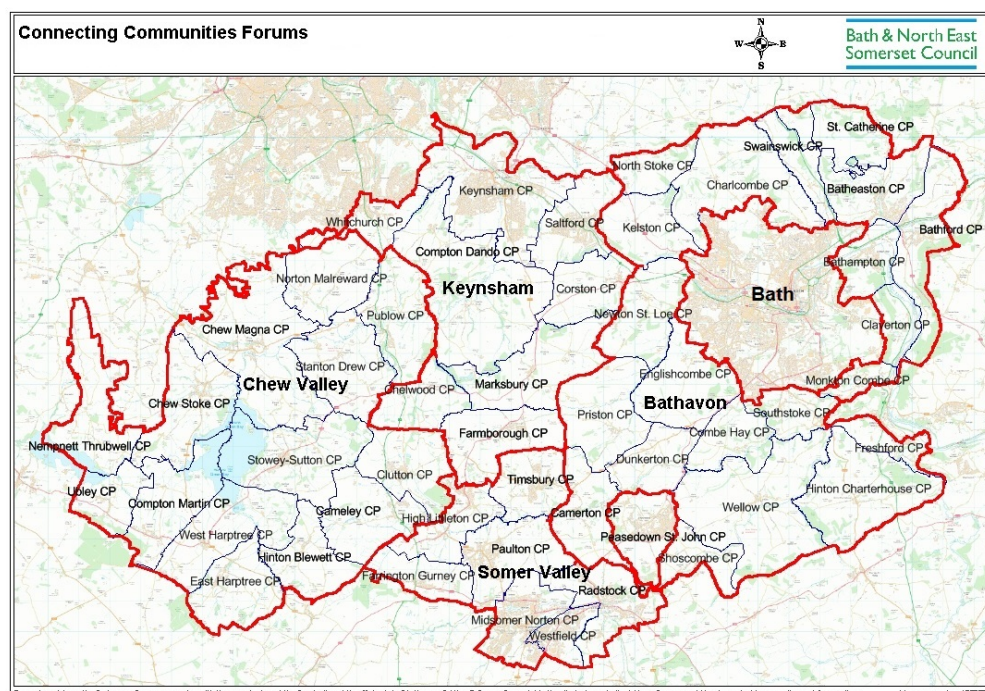 Connecting Communities Forums
N
W E
S
Bath & North East
Somerset Council
St. Catherine CP
Swainswick CP
North Stoke CP
Keynsham CP
Charlcombe CP
Batheaston CP
Whitchurch CP
Saltford CP
Kelston CP
Bathford CP
Compton Dando CP
Bathampton CP
Norton Malreward CP
Keynsham
Corston CP
Bath
Publow CP
Newton St. Loe CP
Chew Magna CP
Claverton CP
Stanton Drew CP
Englishcombe CP
Monkton Combe CP
Chew Valley
Chelwood CP
Marksbury CP
Chew Stoke CP
Bathavon
Priston CP
Southstoke CP
Farmborough CP
Combe Hay CP
Nempnett Thrubwell CP
Freshford CP
Stowey-Sutton CP
Dunkerton CP
Clutton CP
Timsbury CP
Ubley CP
Hinton Charterhouse CP
Compton Martin CP
Cameley CP
Camerton CP
Wellow CP
High Littleton CP
West Harptree CP
Peasedown St. John CP
Paulton CP
Hinton Blewett CP
Shoscombe CP
Somer Valley
East Harptree CP
Farrington Gurney CP
Radstock CP
Midsomer Norton CP
Westfield CP